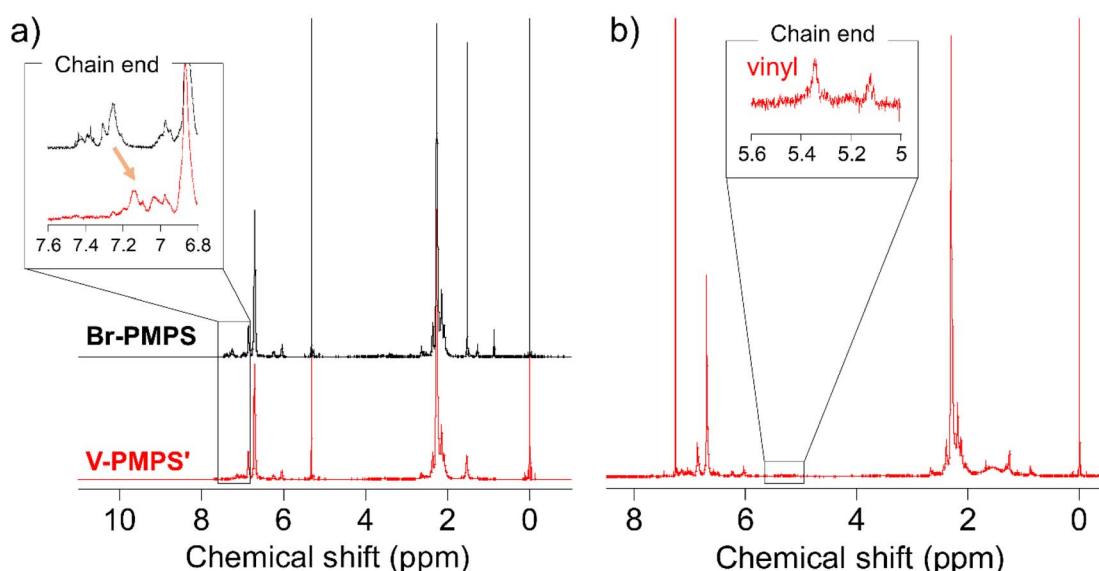 a)
Chain end
7.6 7.4 7.2 7 6.8
Br-PMPS
V-PMPS'
10 8 6 4 2 0
Chemical shift (ppm)
b)
Chain end
vinyl
5.6 5.4 5.2 5
8 6 4 2 0
Chemical shift (ppm)